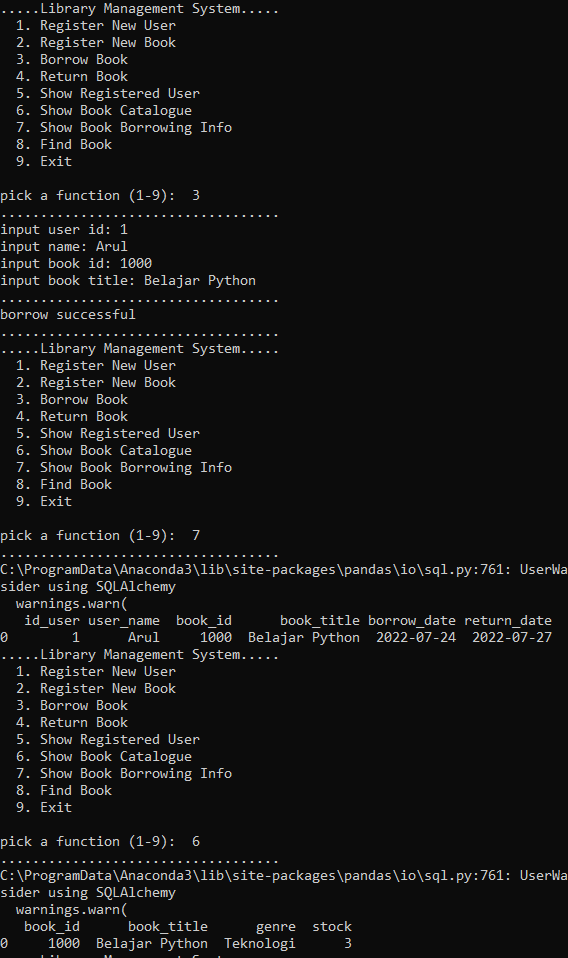 .....Library Management System.....
  1. Register New User
  2. Register New Book
  3. Borrow Book
  4. Return Book
  5. Show Registered User
  6. Show Book Catalogue
  7. Show Book Borrowing Info
  8. Find Book
  9. Exit

pick a function (1-9):  3
...................................
input user id: 1
input name: Arul
input book id: 1000
input book title: Belajar Python
...................................
borrow successful
...................................
.....Library Management System.....
  1. Register New User
  2. Register New Book
  3. Borrow Book
  4. Return Book
  5. Show Registered User
  6. Show Book Catalogue
  7. Show Book Borrowing Info
  8. Find Book
  9. Exit

pick a function (1-9):  7
...................................
C:\ProgramData\Anaconda3\lib\site-packages\pandas\io\sql.py:761: UserWa
sider using SQLAlchemy
  warnings.warn(
   id_user user_name  book_id      book_title borrow_date return_date
0        1      Arul     1000  Belajar Python  2022-07-24  2022-07-27
.....Library Management System.....
  1. Register New User
  2. Register New Book
  3. Borrow Book
  4. Return Book
  5. Show Registered User
  6. Show Book Catalogue
  7. Show Book Borrowing Info
  8. Find Book
  9. Exit

pick a function (1-9):  6
...................................
C:\ProgramData\Anaconda3\lib\site-packages\pandas\io\sql.py:761: UserWa
sider using SQLAlchemy
  warnings.warn(
   book_id      book_title      genre  stock
0     1000  Belajar Python  Teknologi      3